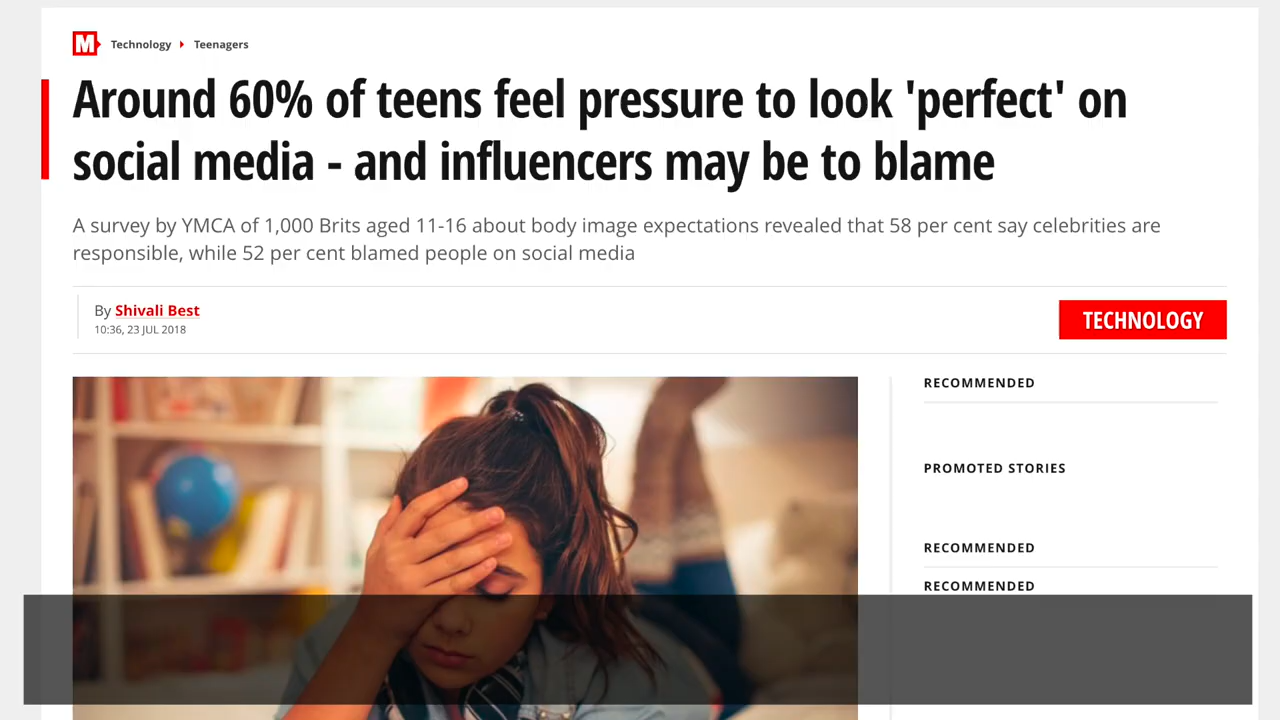 M Technology Teenagers
Around 60% of teens feel pressure to look 'perfect' on
social media - and influencers may be to blame
A survey by YMCA of 1,000 Brits aged 11-16 about body image expectations revealed that 58 per cent say celebrities are
responsible, while 52 per cent blamed people on social media
By Shivali Best
10:36, 23 JUL 2018
TECHNOLOGY
RECOMMENDED
PROMOTED STORIES
RECOMMENDED
RECOMMENDED